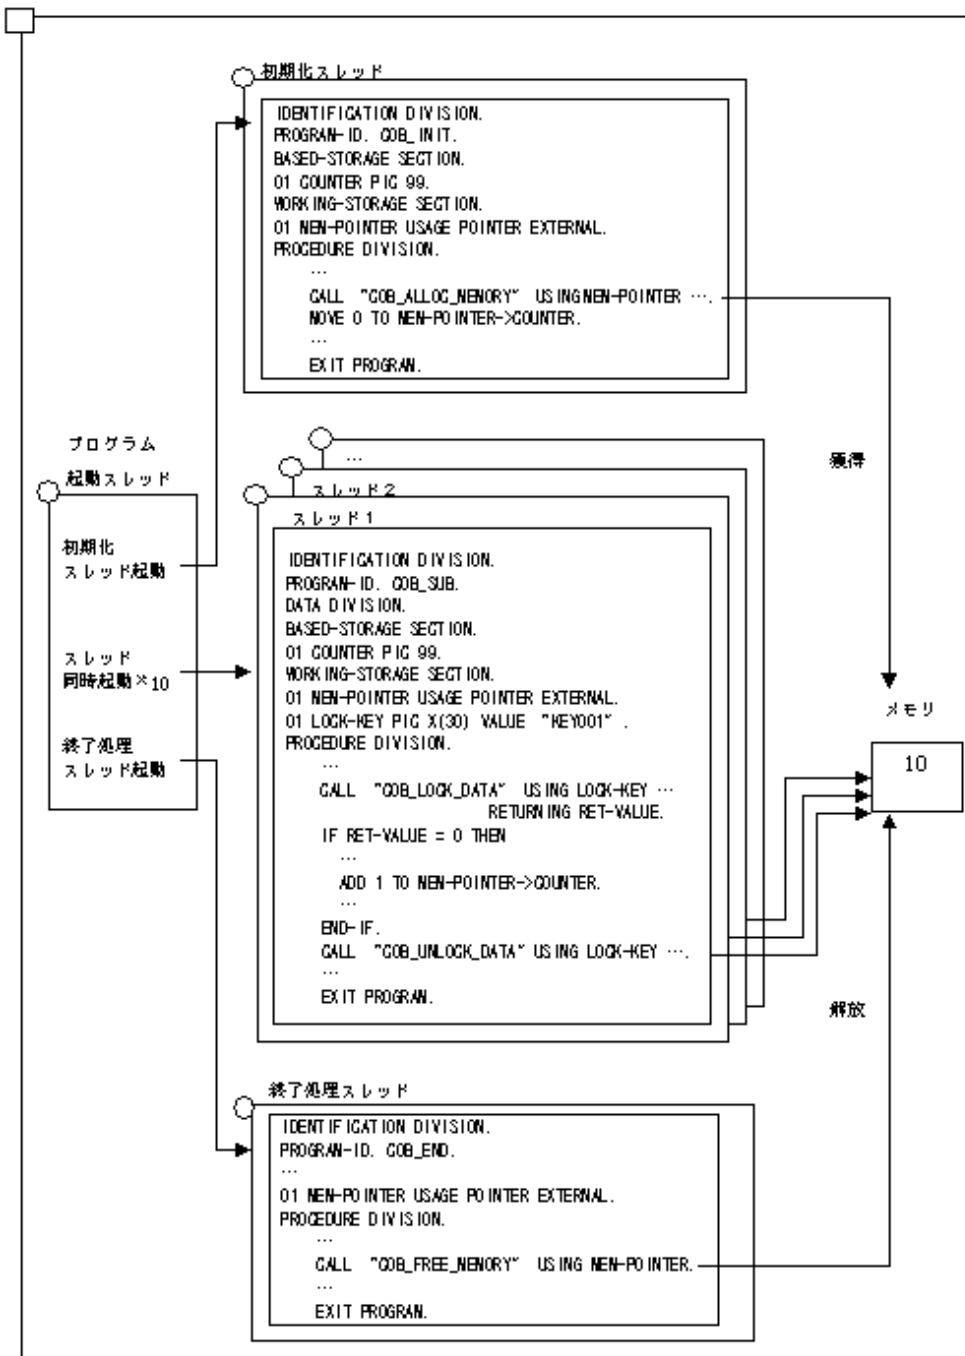 初期化スレッド
IDENTIFICATION DIVISION.
PROGRAM-ID. COB_INIT.
BASED-STORAGE SECTION.
01 COUNTER PIC 99.
WORKING-STORAGE SECTION.
01 MEM-POINTER USAGE POINTER EXTERNAL.
PROCEDURE DIVISION.
…
CALL "COB_ALLOC_MEMORY" USING MEM-POINTER ….
MOVE 0 TO MEM-POINTER->COUNTER.
…
EXIT PROGRAM.
プログラム
起動スレッド
初期化
スレッド起動
スレッド
同時起動×10
終了処理
スレッド起動
…
スレッド2
スレッド1
IDENTIFICATION DIVISION.
PROGRAM-ID. COB_SUB.
DATA DIVISION.
BASED-STORAGE SECTION.
01 COUNTER PIC 99.
WORKING-STORAGE SECTION.
01 MEM-POINTER USAGE POINTER EXTERNAL.
01 LOCK-KEY PIC X(30) VALUE "KEY001" .
PROCEDURE DIVISION.
…
CALL "COB_LOCK_DATA" USING LOCK-KEY …
RETURNING RET-VALUE.
IF RET-VALUE = 0 THEN
…
ADD 1 TO MEM-POINTER->COUNTER.
…
END-IF.
CALL "COB_UNLOCK_DATA" USING LOCK-KEY ….
…
EXIT PROGRAM.
獲得
メモリ
10
解放
終了処理スレッド
IDENTIFICATION DIVISION.
PROGRAM-ID. COB_END.
…
01 MEM-POINTER USAGE POINTER EXTERNAL.
PROCEDURE DIVISION.
…
CALL "COB_FREE_MEMORY" USING MEM-POINTER.
…
EXIT PROGRAM.